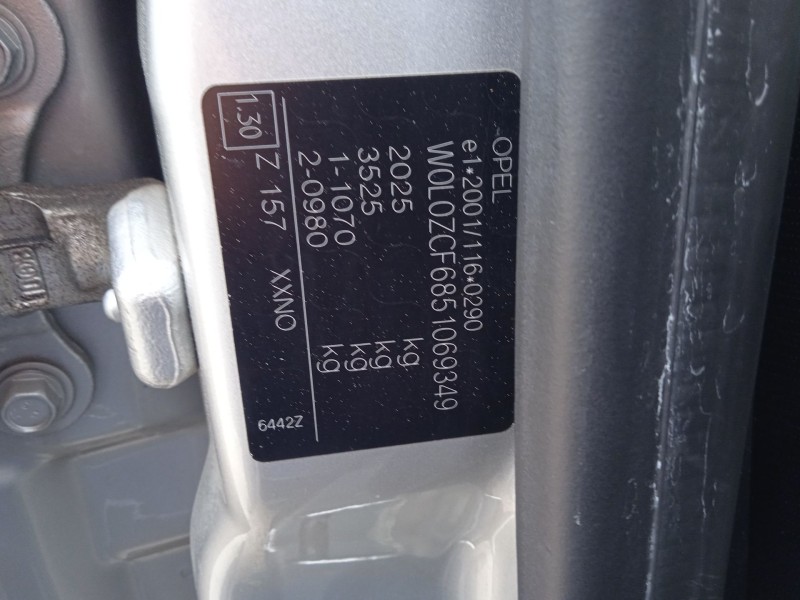 OPEL
e1*2001/116*0290
W0L0ZCF6851069349
2025 kg
3525 kg
1-1070 kg
2-0980 kg
1.30 Z 157 XXNO
6442Z